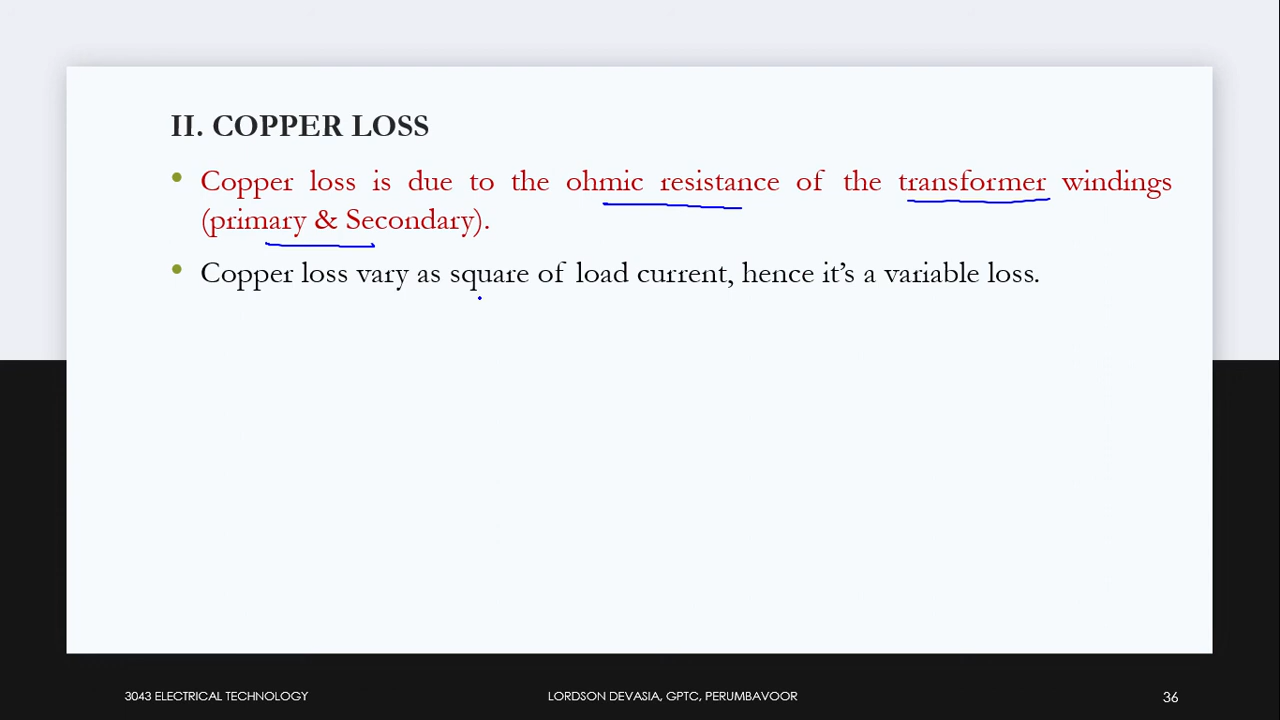 II. COPPER LOSS
• Copper loss is due to the ohmic resistance of the transformer windings
(primary & Secondary).
• Copper loss vary as square of load current, hence it’s a variable loss.
3043 ELECTRICAL TECHNOLOGY
LORDSON DEVASIA, GPTC, PERUMBAVOOR
36